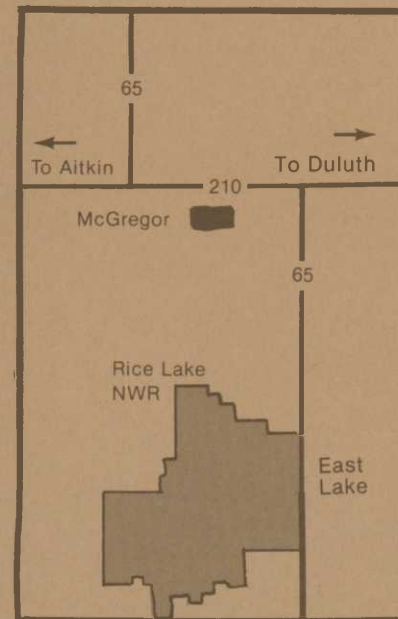 65
To Aitkin
To Duluth
210
McGregor
65
Rice Lake
NWR
East
Lake